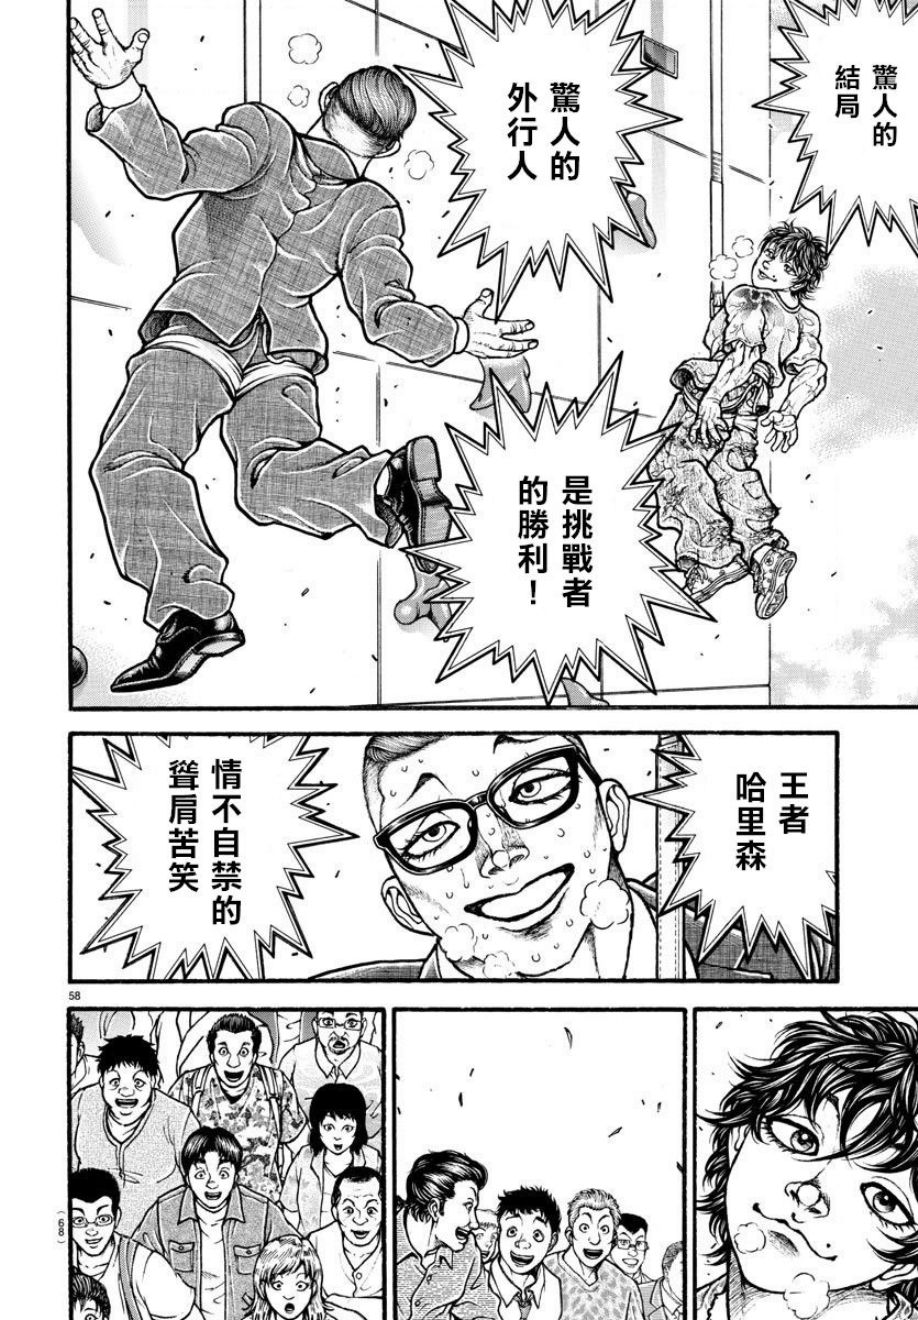 驚人的
結局
驚人的
外行人
是挑戰者
的勝利！
王者
哈里森
情不自禁的
聳肩苦笑
58
（68）